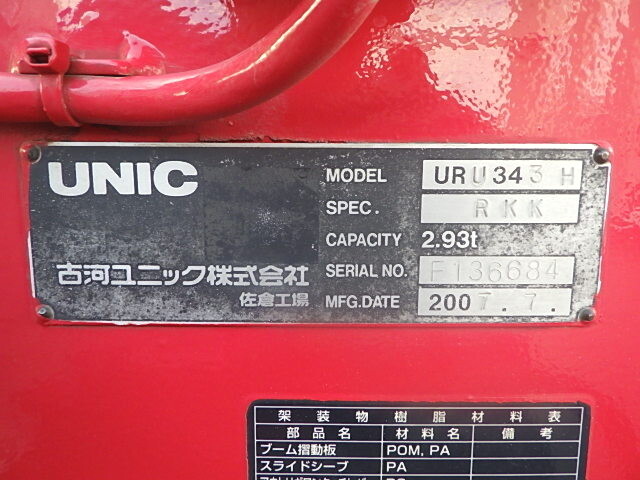 UNIC
MODEL URU343H
SPEC. RKK
CAPACITY 2.93t
古河ユニック株式会社 SERIAL NO. F136684
佐倉工場 MFG.DATE 2007.7.
架装物樹脂材料表
部品名 材料名 備考
ブーム摺動板 POM, PA
スライドシーブ PA